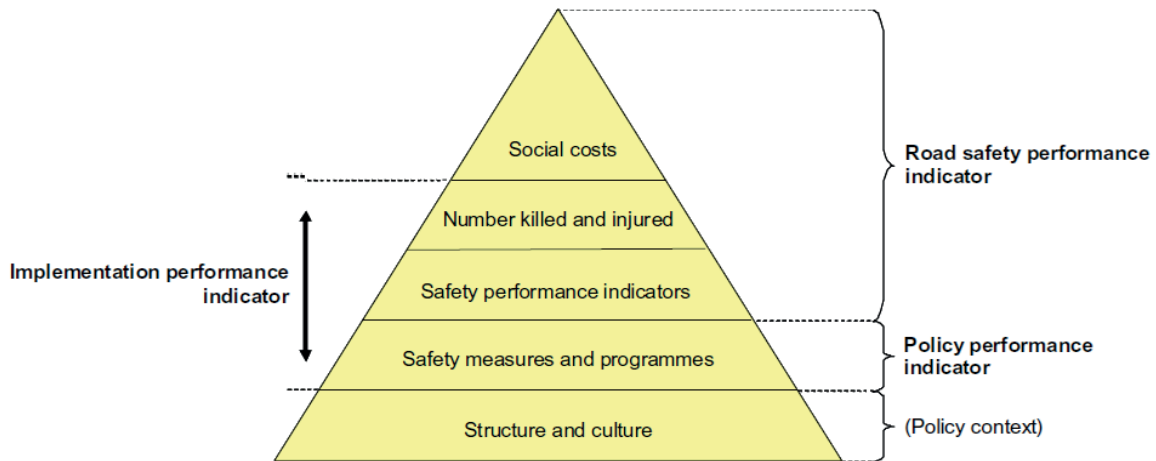 Social costs
Number killed and injured
Safety performance indicators
Safety measures and programmes
Structure and culture
Implementation performance
indicator
Road safety performance
indicator
Policy performance
indicator
(Policy context)